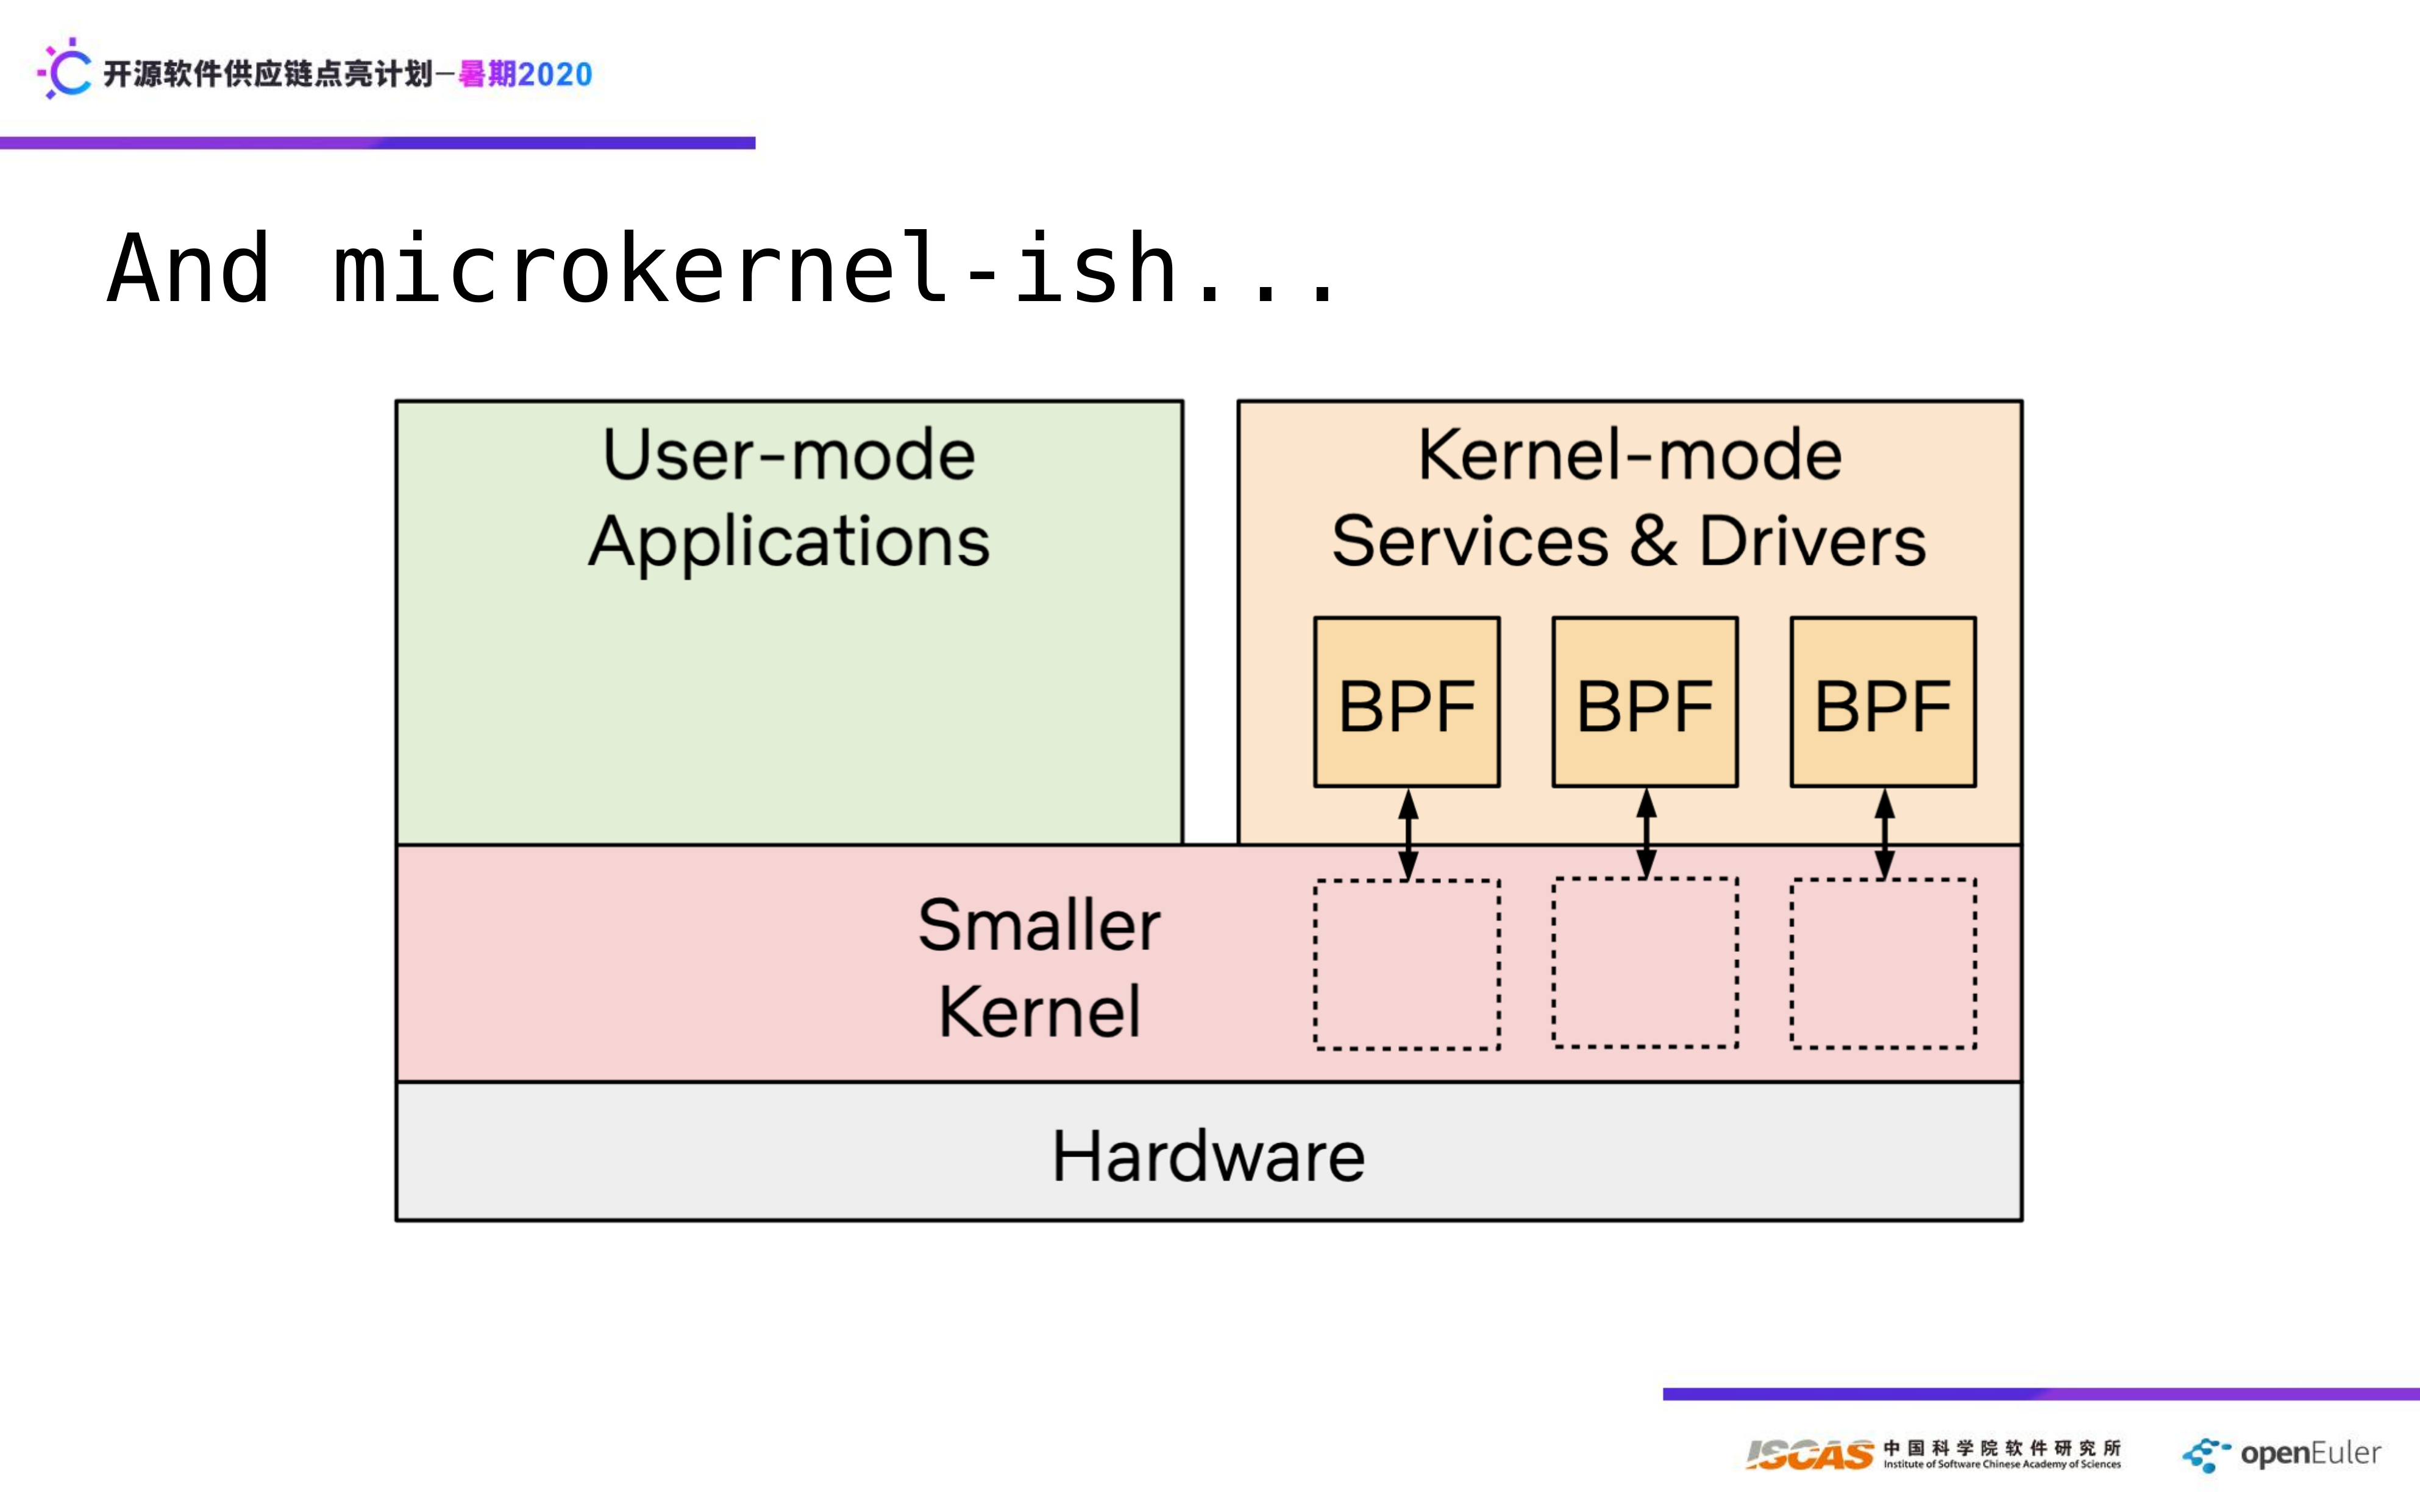 开源软件供应链点亮计划—暑期2020
And microkernel-ish...
User-mode
Applications
Kernel-mode
Services & Drivers
BPF
BPF
BPF
Smaller
Kernel
Hardware
ISCAS
中国科学院软件研究所
Institute of Software Chinese Academy of Sciences
openEuler